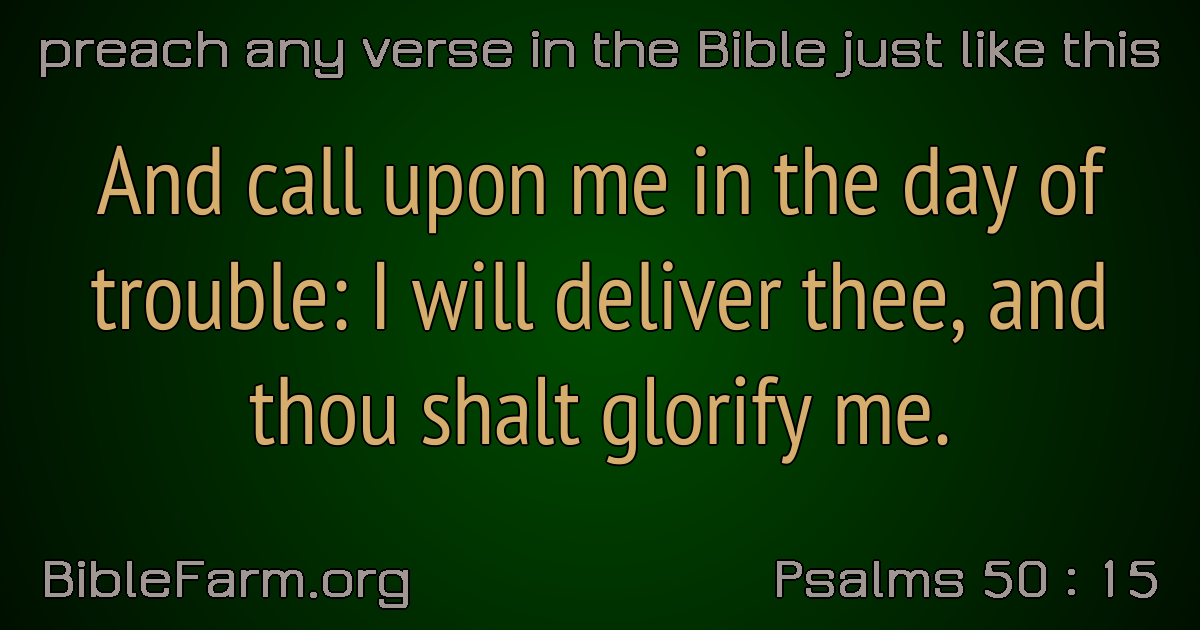 preach any verse in the Bible just like this
And call upon me in the day of
trouble: I will deliver thee, and
thou shalt glorify me.
BibleFarm.org
Psalms 50 : 15